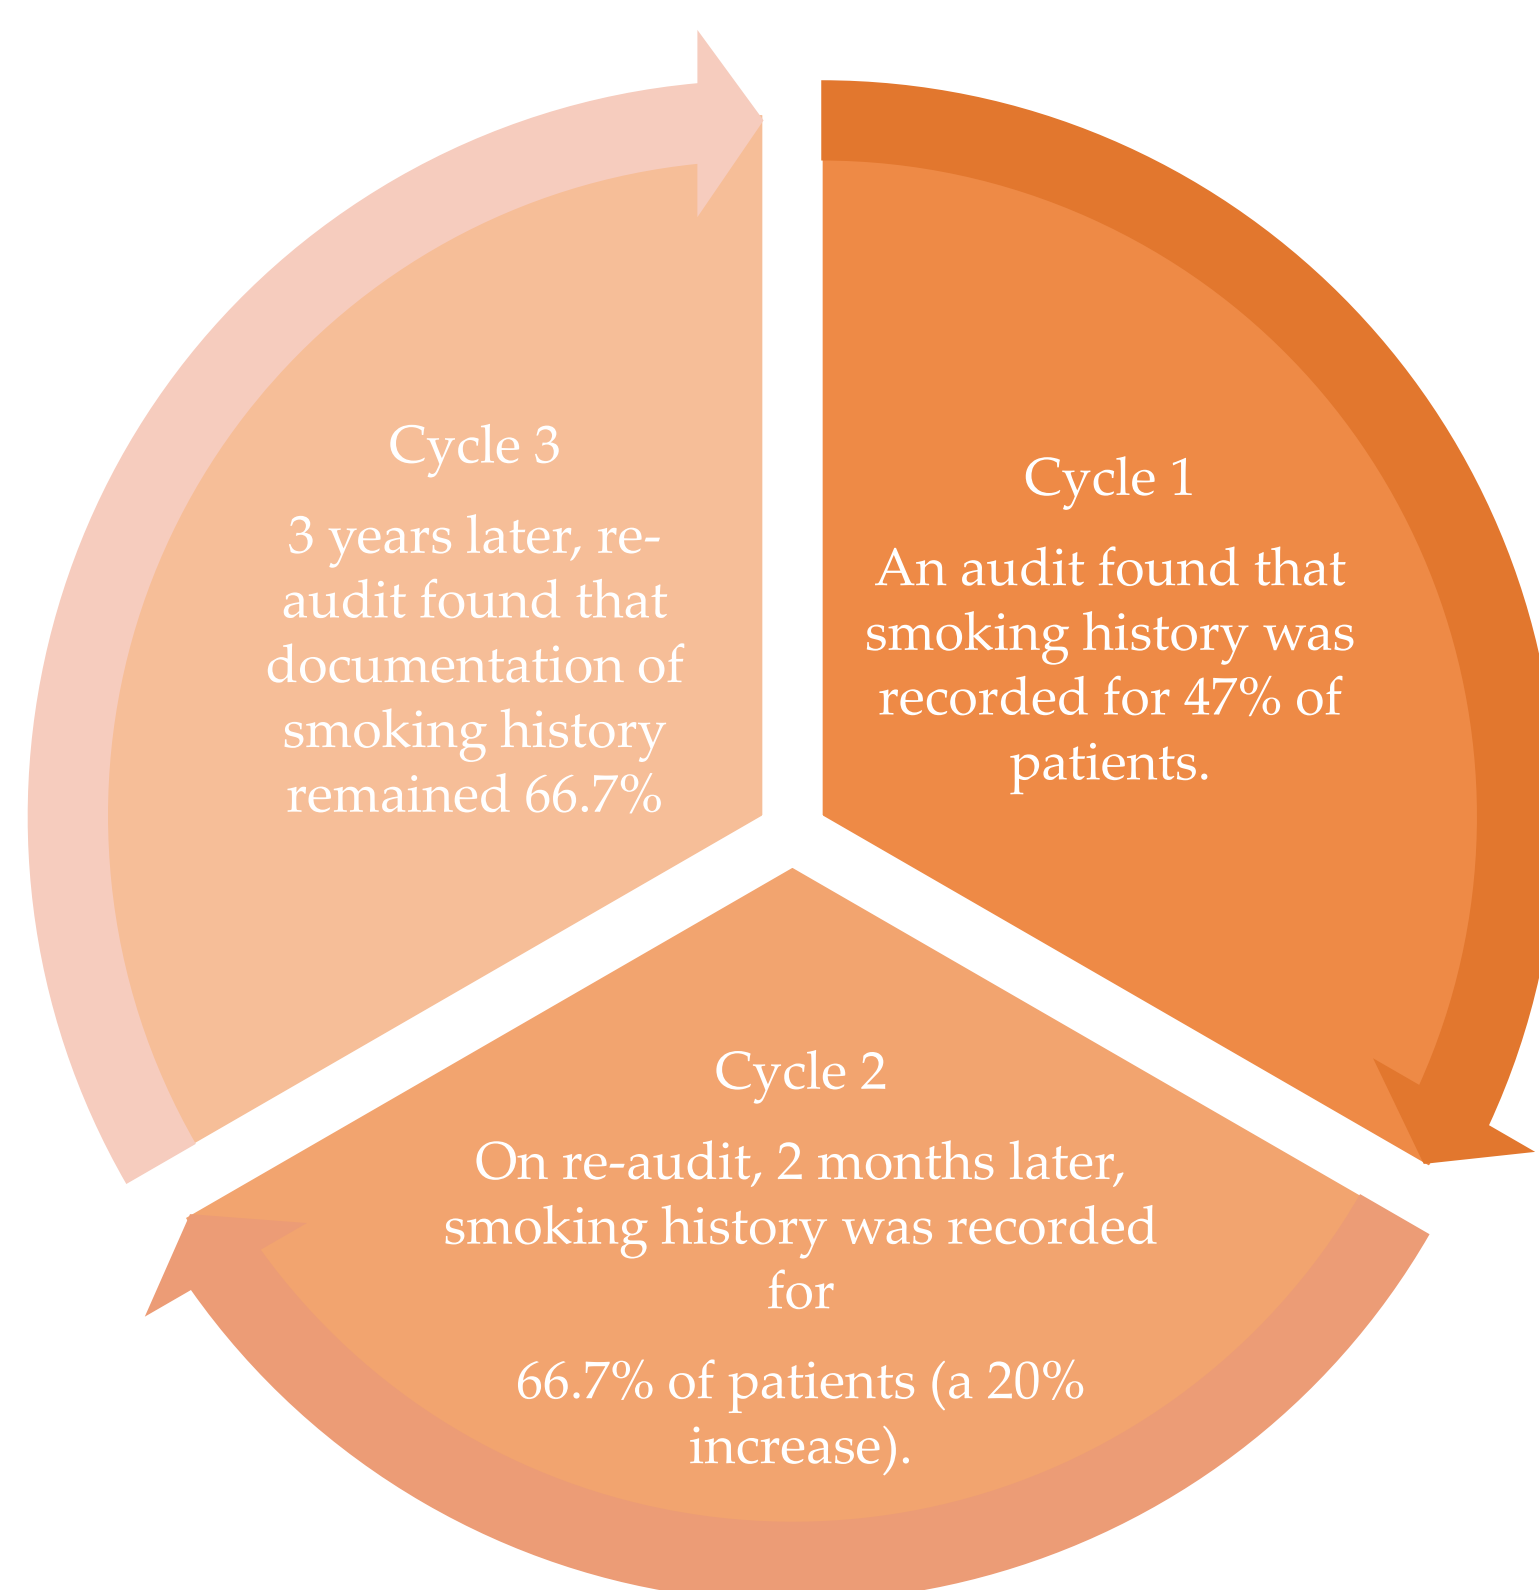 Cycle 1
An audit found that
smoking history was
recorded for 47% of
patients.
Cycle 2
On re-audit, 2 months later,
smoking history was recorded
for
66.7% of patients (a 20%
increase).
Cycle 3
3 years later, re-
audit found that
documentation of
smoking history
remained 66.7%